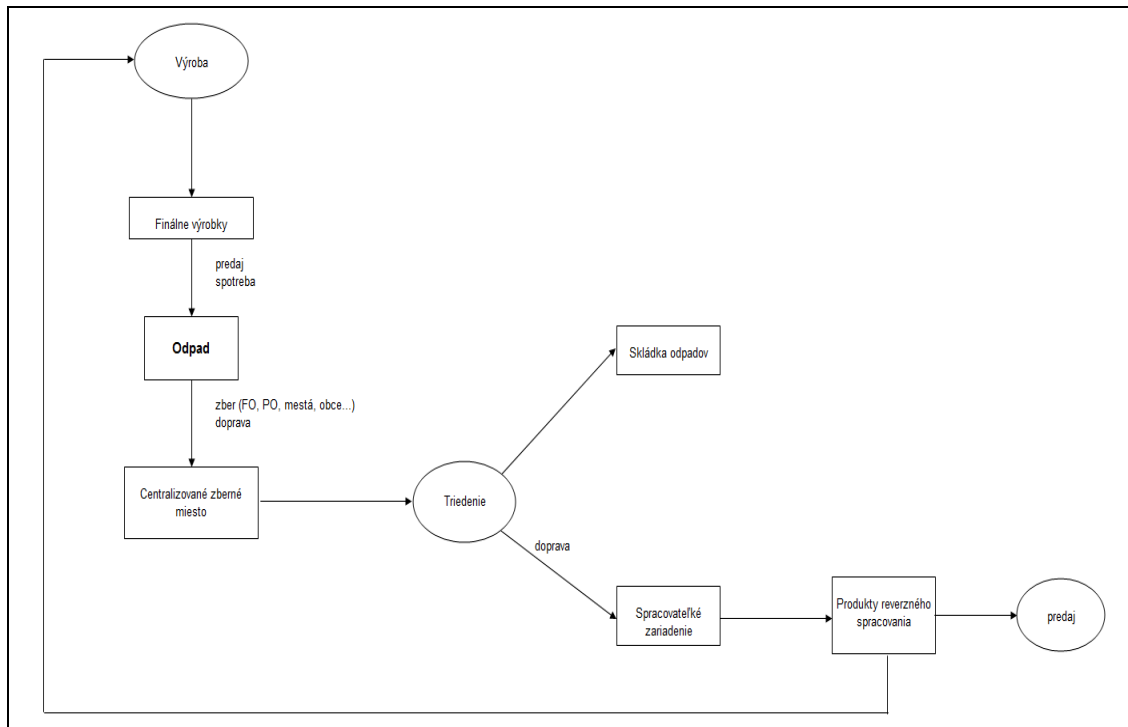 Výroba
Finálne výrobky
predaj
spotreba
Odpad
zber (FO, PO, mestá, obce...)
doprava
Centralizované zberné
miesto
Triedenie
Skládka odpadov
doprava
Spracovateľké
zariadenie
Produkty reverzného
spracovania
predaj